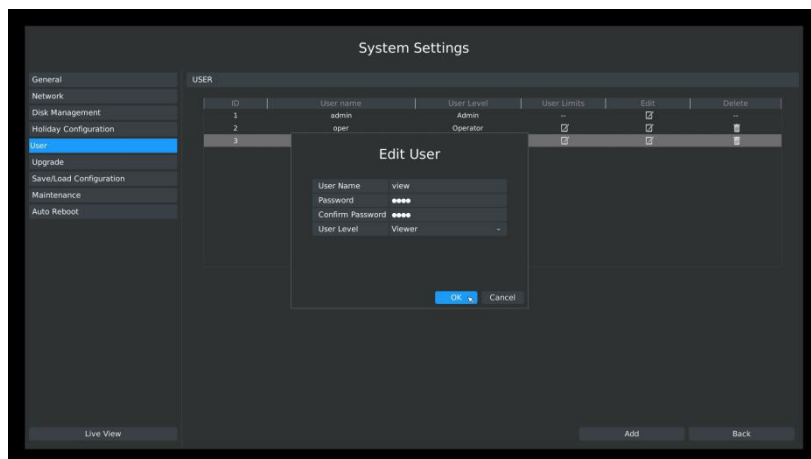 System Settings
General
Network
Disk Management
Holiday Configuration
User
Upgrade
Save/Load Configuration
Maintenance
Auto Reboot
Live View
USER
ID User name User Level User Limits Edit Delete
1 admin Admin -- --
2 oper Operator
3
Edit User
User Name view
Password ••••
Confirm Password ••••
User Level Viewer
OK Cancel
Add Back